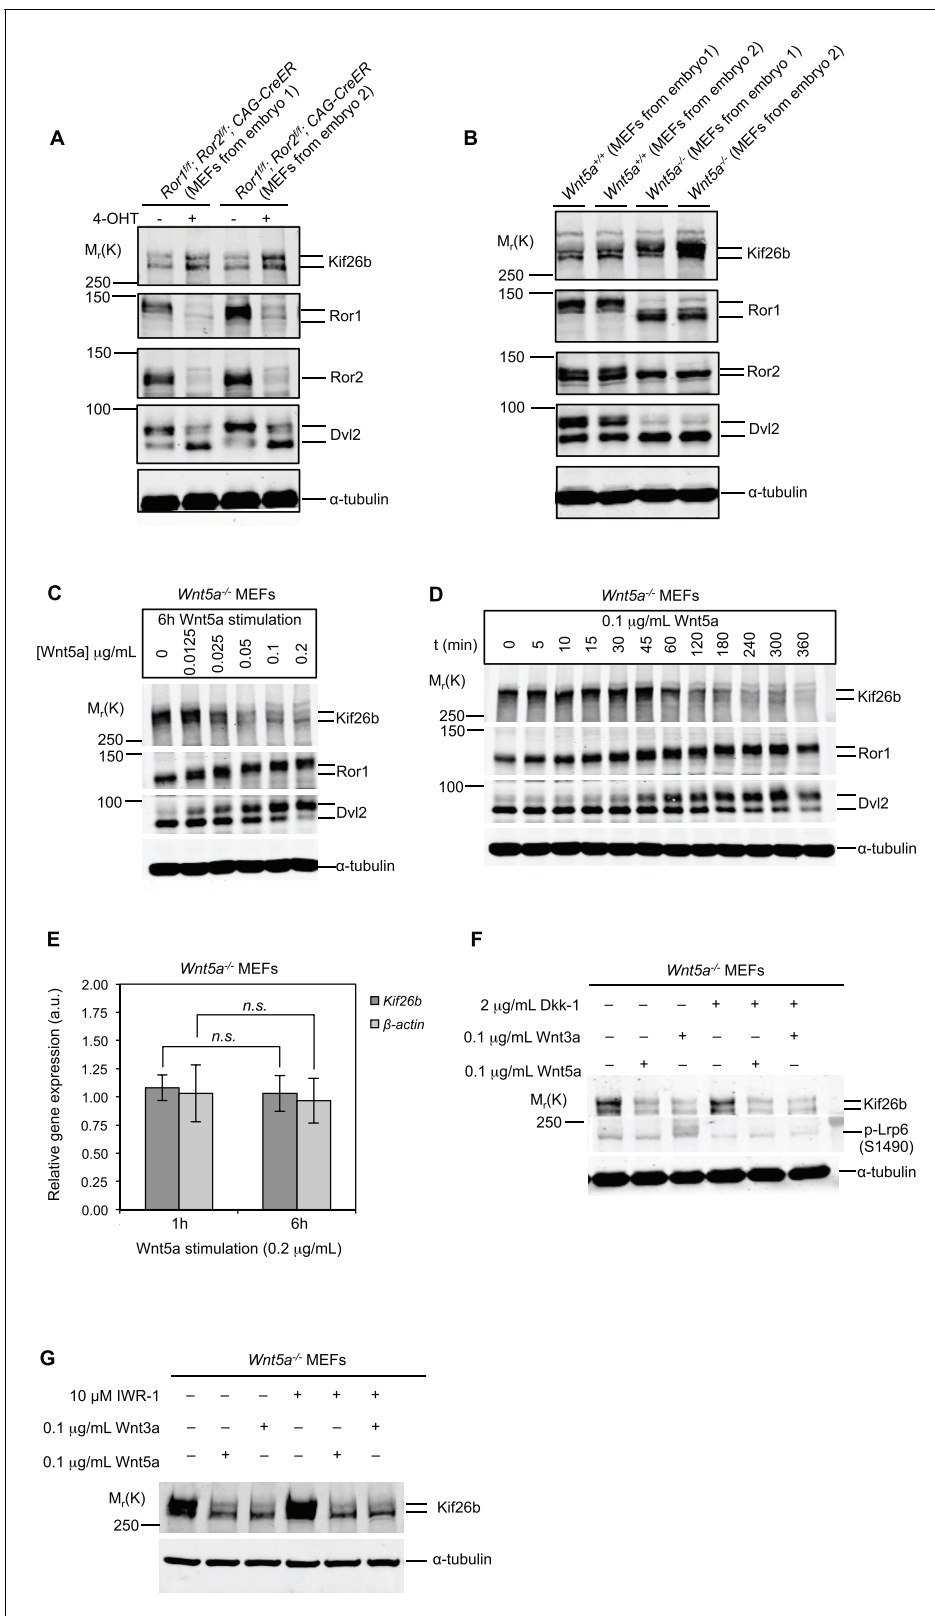 A
Ror1f/f; Ror2f/f; CAG-CreER
(MEFs from embryo 1)
Ror1f/f; Ror2f/f; CAG-CreER
(MEFs from embryo 2)
4-OHT - + - +
Mr(K)
Kif26b
250
150
Ror1
150
Ror2
100
Dvl2
α-tubulin
B
Wnt5a+/+ (MEFs from embryo1)
Wnt5a+/+ (MEFs from embryo 2)
Wnt5a-/- (MEFs from embryo 1)
Wnt5a-/- (MEFs from embryo 2)
Mr(K)
Kif26b
250
150
Ror1
150
Ror2
100
Dvl2
α-tubulin
C
Wnt5a-/- MEFs
6h Wnt5a stimulation
[Wnt5a] μg/mL 0 0.0125 0.025 0.05 0.1 0.2
Mr(K)
Kif26b
250
150
Ror1
100
Dvl2
α-tubulin
D
Wnt5a-/- MEFs
0.1 μg/mL Wnt5a
t (min) 0 5 10 15 30 45 60 120 180 240 300 360
Mr(K)
Kif26b
250
150
Ror1
100
Dvl2
α-tubulin
E
Wnt5a-/- MEFs
Relative gene expression (a.u.)
2.00
1.75
1.50
1.25
1.00
0.75
0.50
0.25
0.00
n.s.
n.s.
Kif26b
β-actin
1h 6h
Wnt5a stimulation (0.2 μg/mL)
F
Wnt5a-/- MEFs
2 μg/mL Dkk-1 – – – + + +
0.1 μg/mL Wnt3a – – + – – +
0.1 μg/mL Wnt5a – + – – + –
Mr(K)
Kif26b
250
p-Lrp6
(S1490)
α-tubulin
G
Wnt5a-/- MEFs
10 μM IWR-1 – – – + + +
0.1 μg/mL Wnt3a – – + – – +
0.1 μg/mL Wnt5a – + – – + –
Mr(K)
Kif26b
250
α-tubulin